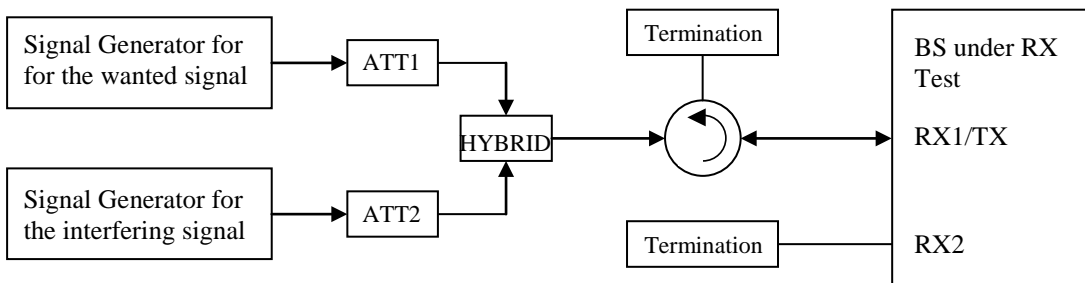 Signal Generator for
for the wanted signal
ATT1
HYBRID
Signal Generator for
the interfering signal
ATT2
Termination
Termination
BS under RX
Test
RX1/TX
RX2